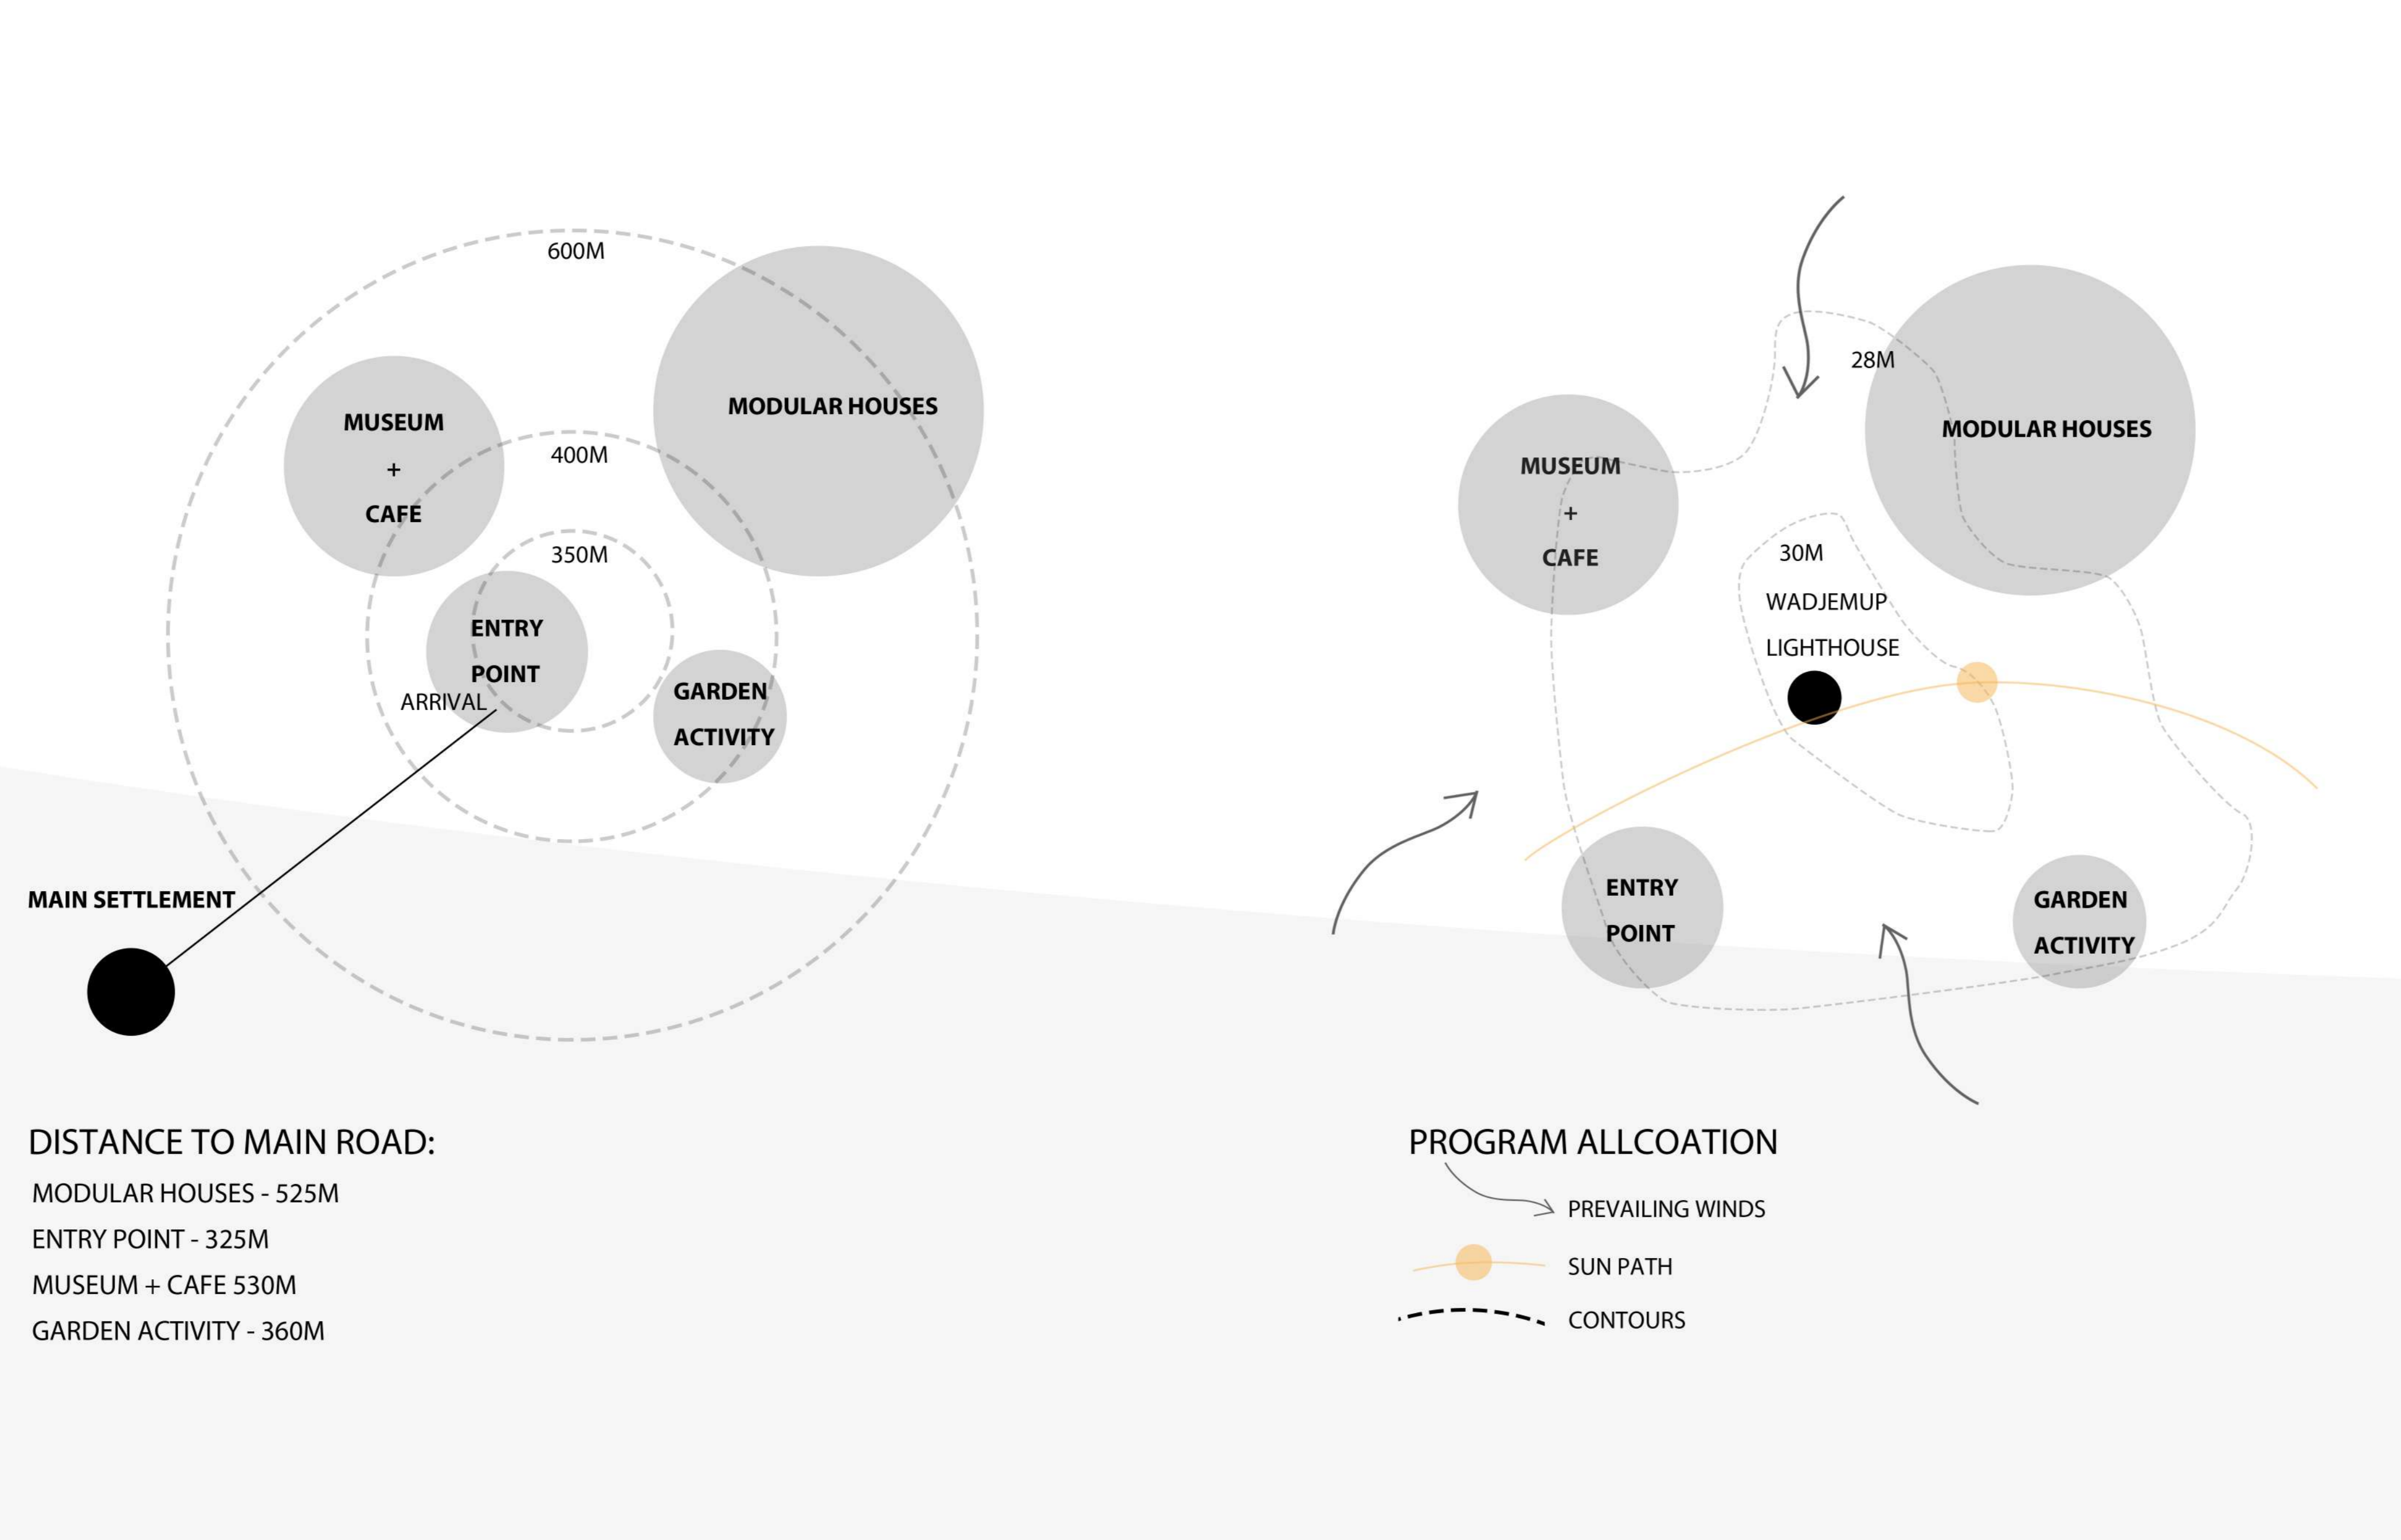 600M
400M
350M
MUSEUM
+
CAFE
MODULAR HOUSES
ENTRY
POINT
ARRIVAL
GARDEN
ACTIVITY
MAIN SETTLEMENT
DISTANCE TO MAIN ROAD:
MODULAR HOUSES - 525M
ENTRY POINT - 325M
MUSEUM + CAFE 530M
GARDEN ACTIVITY - 360M
28M
MODULAR HOUSES
MUSEUM
+
CAFE
30M
WADJEMUP
LIGHTHOUSE
ENTRY
POINT
GARDEN
ACTIVITY
PROGRAM ALLCOATION
PREVAILING WINDS
SUN PATH
CONTOURS